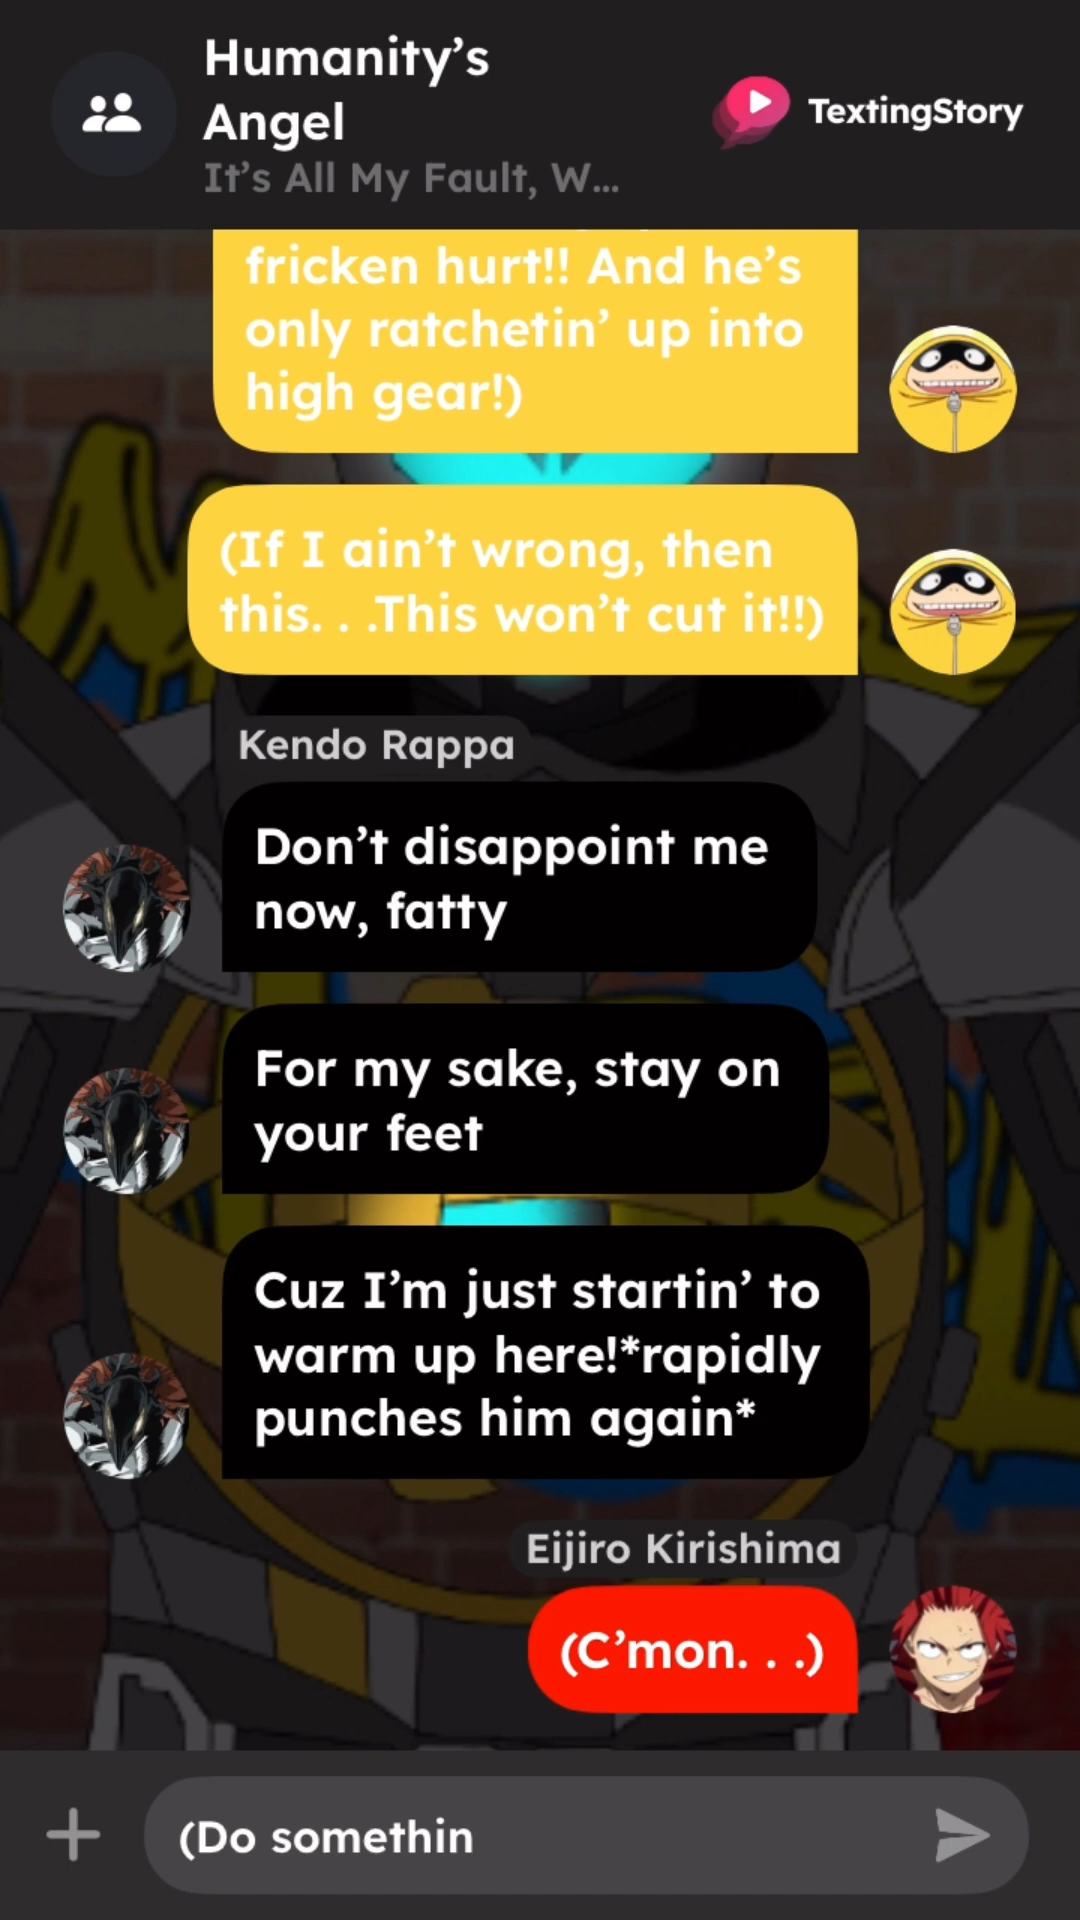 Humanity’s
Angel
It’s All My Fault, W...
TextingStory
fricken hurt!! And he’s
only ratchetin’ up into
high gear!)
(If I ain’t wrong, then
this. . .This won’t cut it!!)
Kendo Rappa
Don’t disappoint me
now, fatty
For my sake, stay on
your feet
Cuz I’m just startin’ to
warm up here!*rapidly
punches him again*
Eijiro Kirishima
(C’mon. . .)
(Do somethin